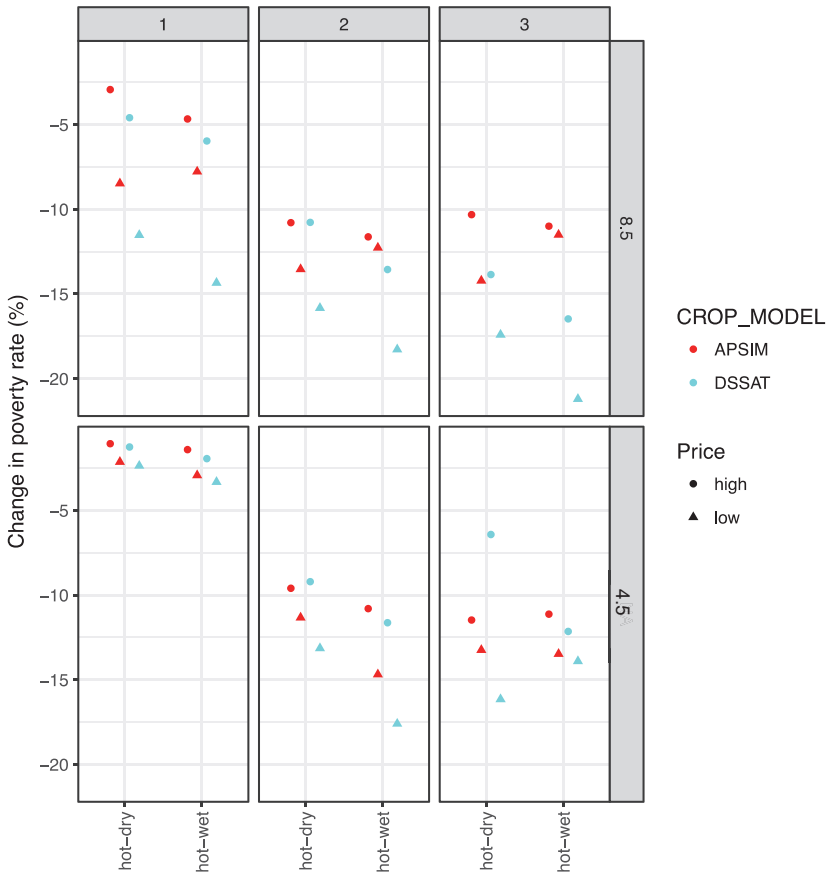 1
2
3
−5
−10
−15
−20
8.5
−5
−10
−15
−20
4.5
hot−dry
hot−wet
hot−dry
hot−wet
hot−dry
hot−wet
Change in poverty rate (%)
CROP_MODEL
APSIM
DSSAT
Price
high
low